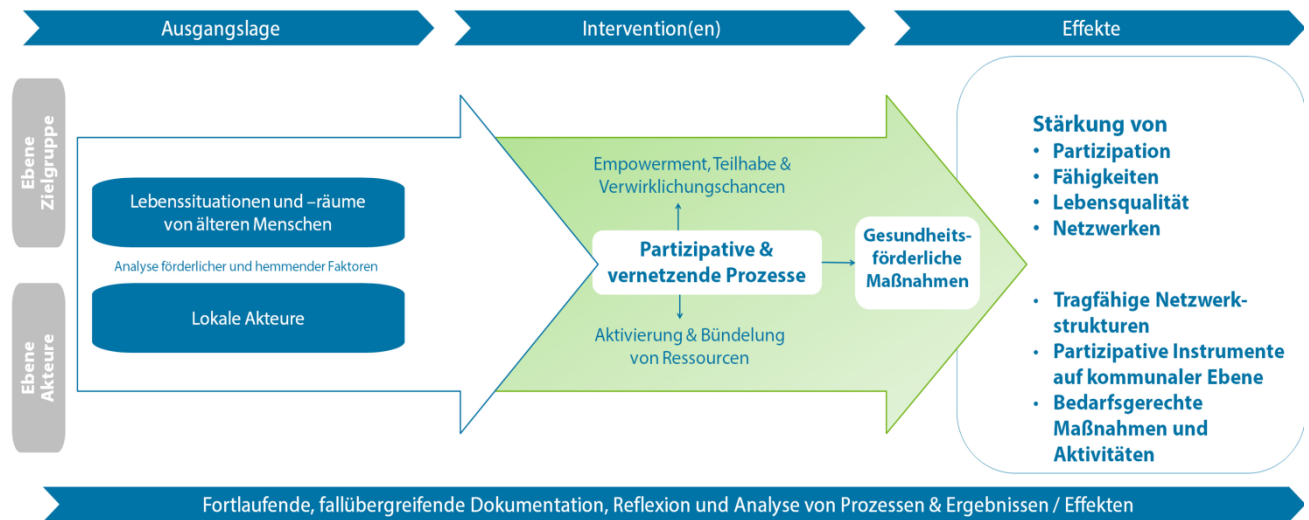 Ausgangslage
Intervention(en)
Effekte
Ebene
Zielgruppe
Lebenssituationen und –räume
von älteren Menschen
Analyse förderlicher und hemmender Faktoren
Ebene
Akteure
Lokale Akteure
Empowerment, Teilhabe &
Verwirklichungschancen
Partizipative &
vernetzende Prozesse
Aktivierung & Bündelung
von Ressourcen
Gesundheits-
förderliche
Maßnahmen
Stärkung von
• Partizipation
• Fähigkeiten
• Lebensqualität
• Netzwerken
• Tragfähige Netzwerk-
strukturen
• Partizipative Instrumente
auf kommunaler Ebene
• Bedarfsgerechte
Maßnahmen und
Aktivitäten
Fortlaufende, fallübergreifende Dokumentation, Reflexion und Analyse von Prozessen & Ergebnissen / Effekten